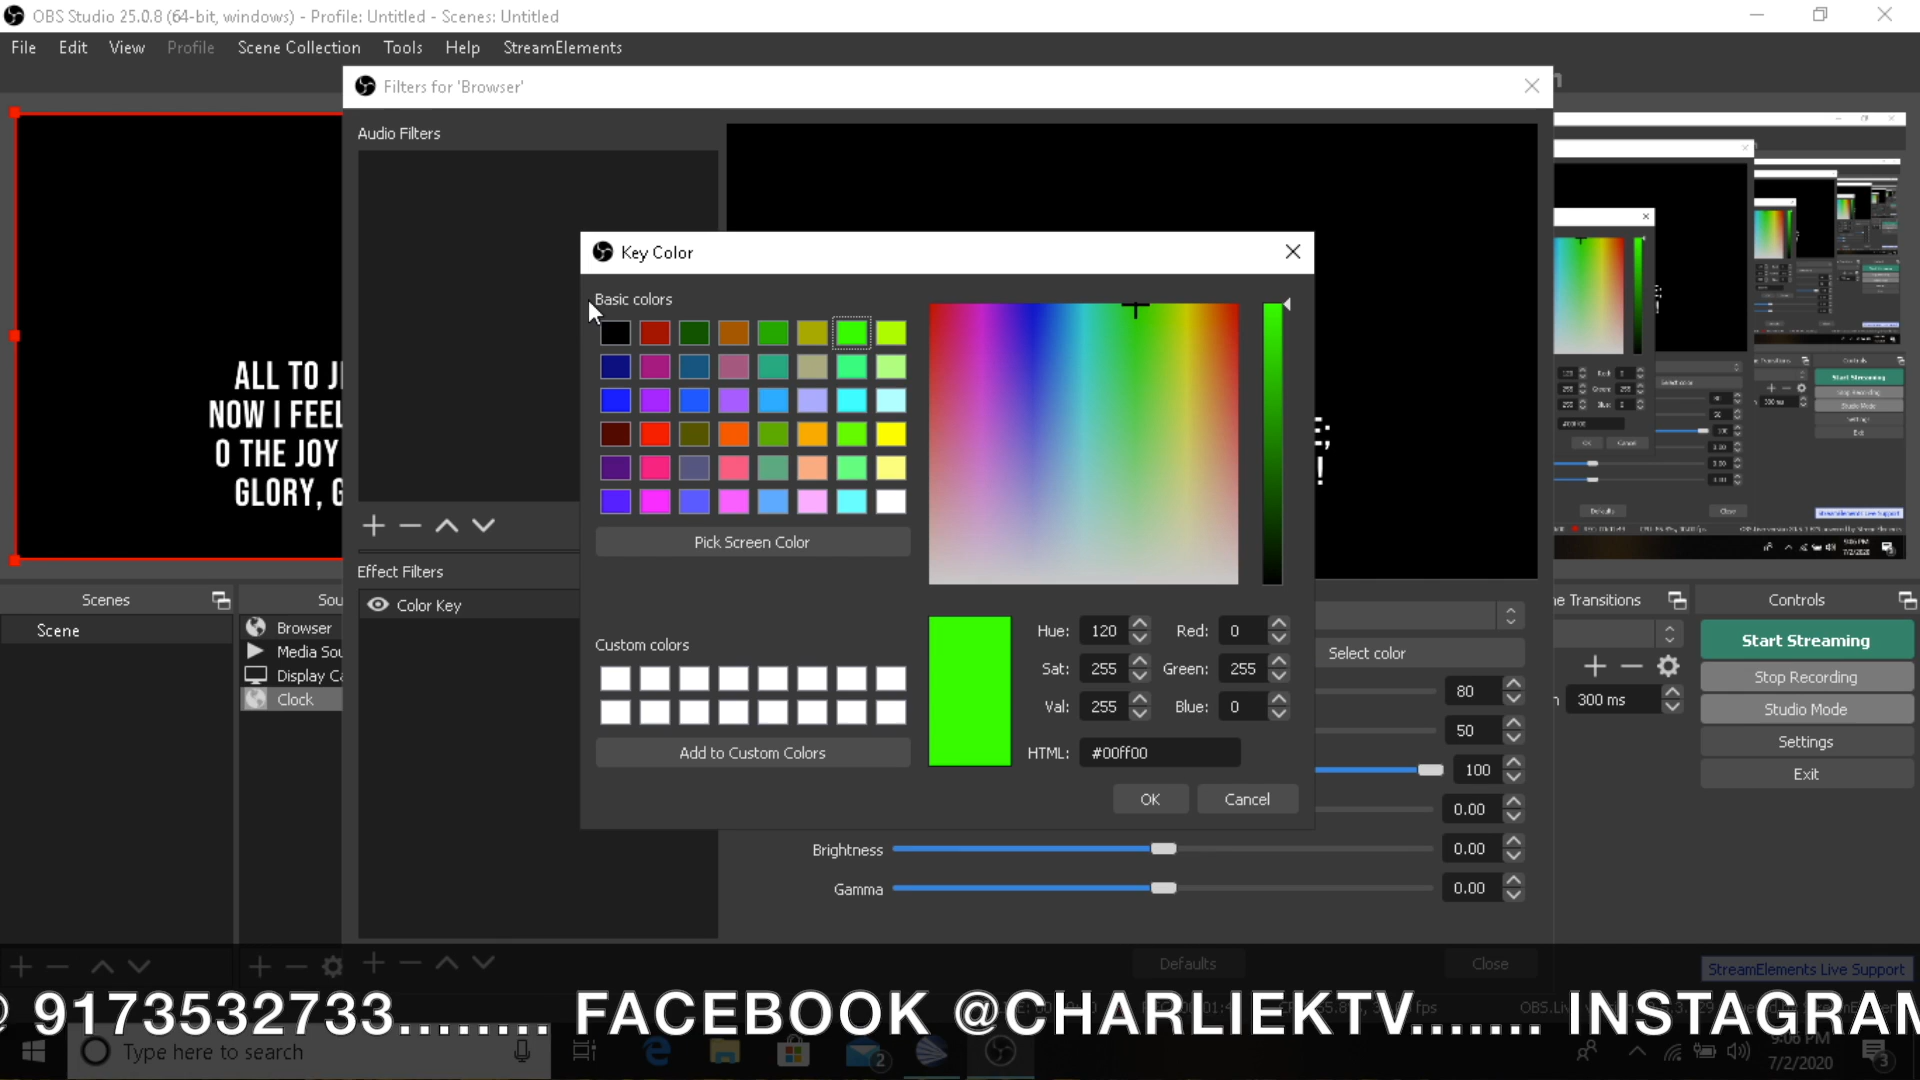 OBS Studio 25.0.8 (64-bit, windows) - Profile: Untitled - Scenes: Untitled
File Edit View Profile Scene Collection Tools Help StreamElements
Filters for 'Browser'
Audio Filters
Key Color
Basic colors
ALL TO J
NOW I FEEL
O THE JOY
GLORY, G
E;
!
Pick Screen Color
Effect Filters
Color Key
Custom colors
Add to Custom Colors
Hue: 120 Red: 0
Sat: 255 Green: 255
Val: 255 Blue: 0
HTML: #00ff00
OK Cancel
Select color
80
50
100
0.00
Brightness 0.00
Gamma 0.00
Defaults Close
Scenes
Scene
Sou
Browser
Media Sou
Display Ca
Clock
e Transitions
300 ms
Controls
Start Streaming
Stop Recording
Studio Mode
Settings
Exit
StreamElements Live Support
@ 9173532733........ FACEBOOK @CHARLIEKTV....... INSTAGRAM
Type here to search
2
9:06 PM
7/2/2020
3